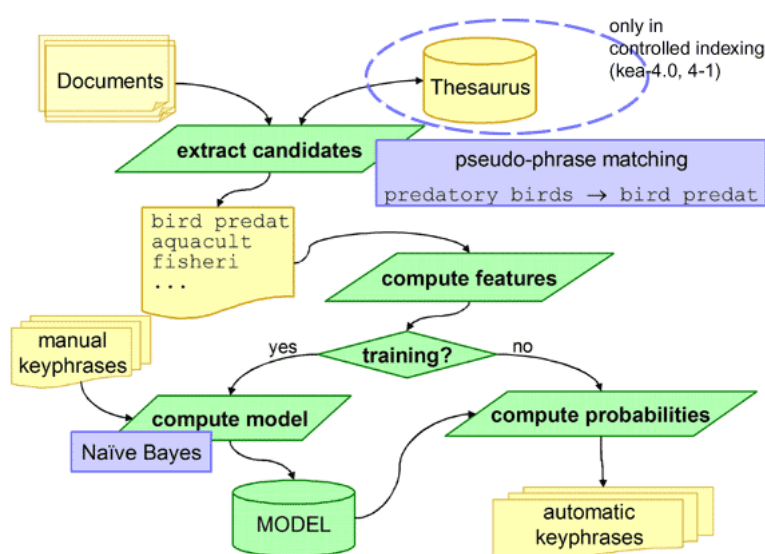 only in
controlled indexing
(kea-4.0, 4-1)
Documents
Thesaurus
extract candidates
pseudo-phrase matching
predatory birds → bird predat
bird predat
aquacult
fisheri
...
compute features
manual
keyphrases
yes
training?
no
compute model
compute probabilities
Naïve Bayes
MODEL
automatic
keyphrases